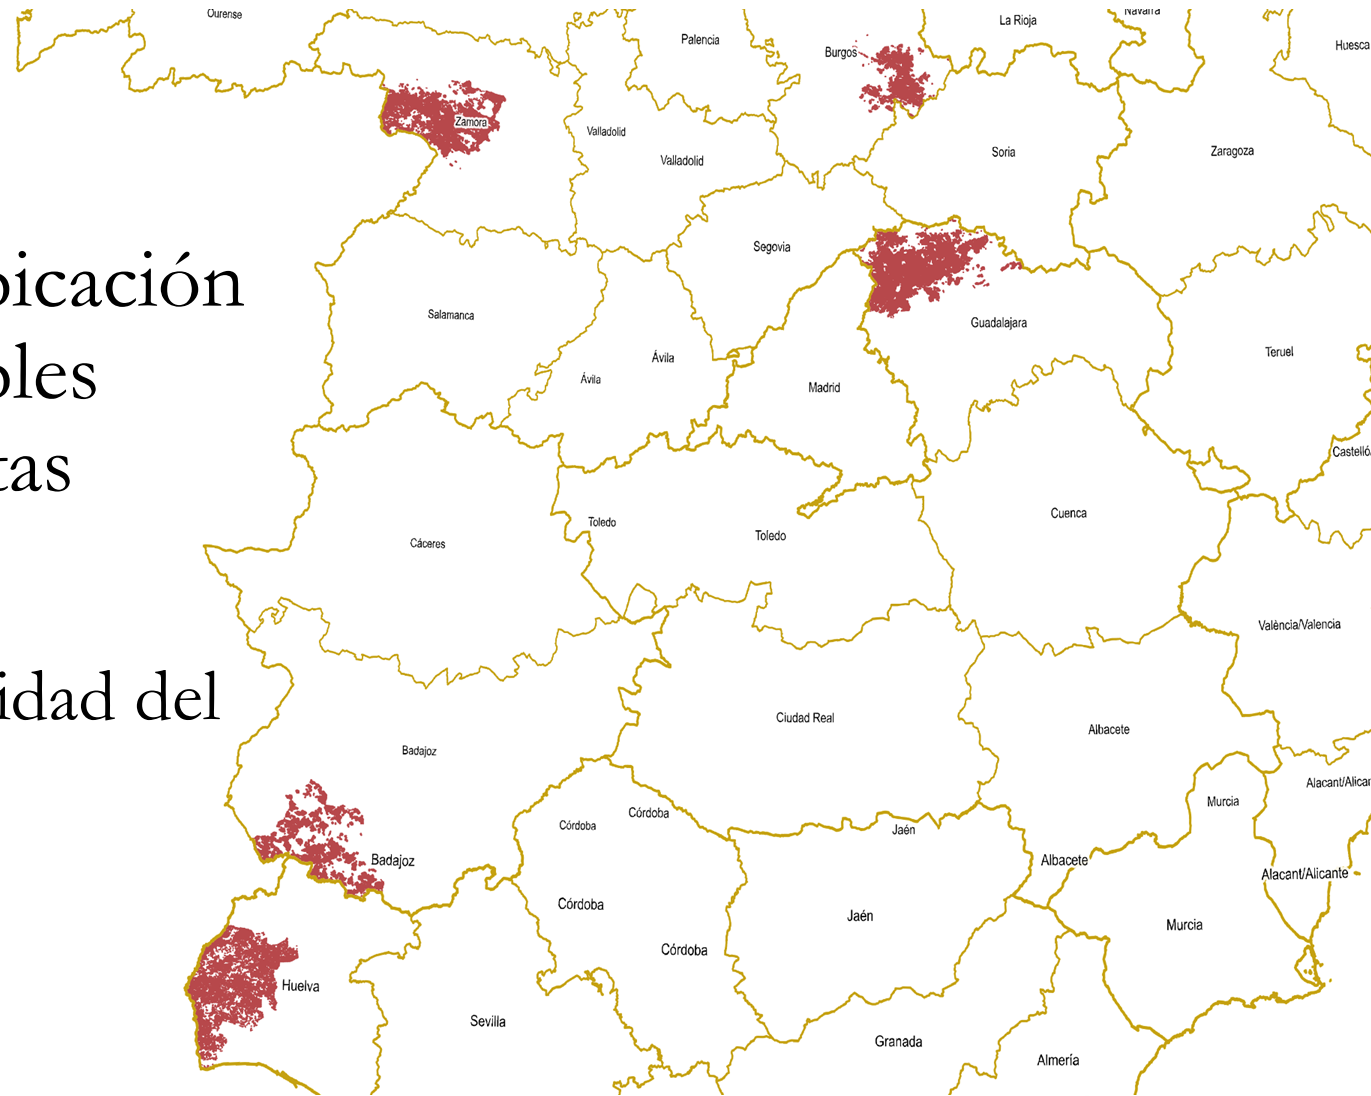 Ourense
Navarra
La Rioja
Palencia
Huesca
Burgos
Zamora
Valladolid
Valladolid
Soria
Zaragoza
Segovia
bicación
Salamanca
Guadalajara
Teruel
Ávila
Ávila
Madrid
oles
Castelló
tas
Cuenca
Toledo
Toledo
Cáceres
València/Valencia
idad del
Ciudad Real
Albacete
Badajoz
Alacant/Alicar
Murcia
Córdoba
Córdoba
Jaén
Badajoz
Albacete
Alacant/Alicante
Córdoba
Jaén
Murcia
Córdoba
Huelva
Sevilla
Granada
Almería